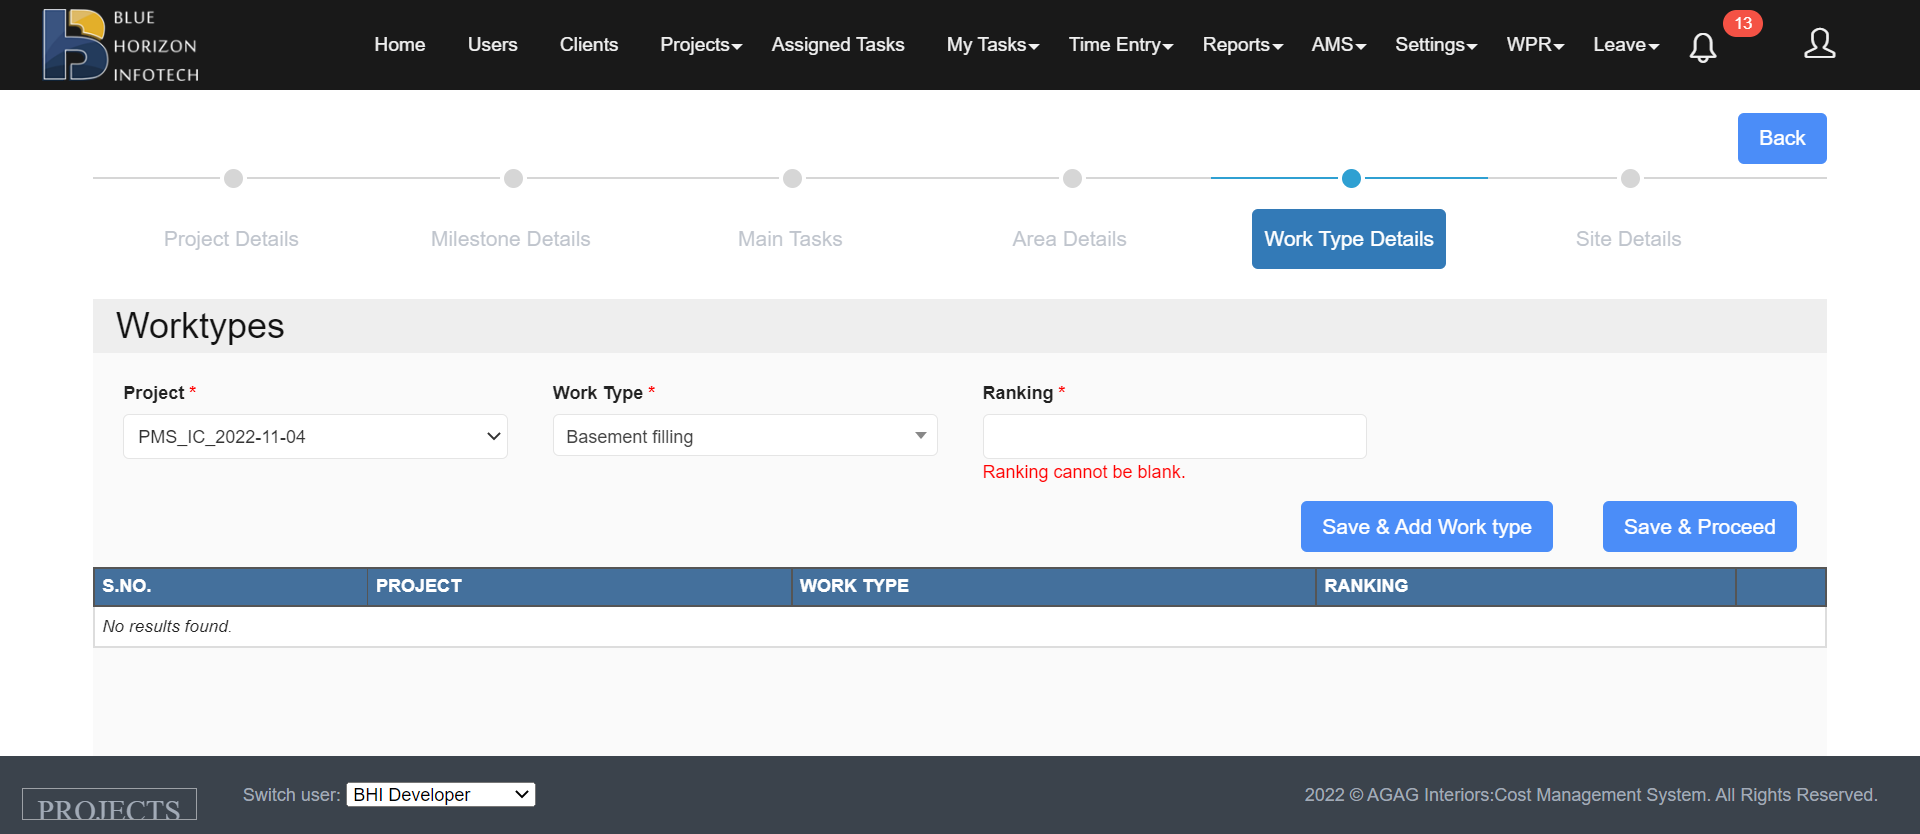 BLUE
HORIZON
INFOTECH
Home Users Clients Projects Assigned Tasks My Tasks Time Entry Reports AMS Settings WPR Leave 13
Back
Project Details Milestone Details Main Tasks Area Details Work Type Details Site Details
Worktypes
Project * Work Type * Ranking *
PMS_IC_2022-11-04 Basement filling
Ranking cannot be blank.
Save & Add Work type Save & Proceed
S.NO. PROJECT WORK TYPE RANKING
No results found.
PROJECTS Switch user: BHI Developer 2022 © AGAG Interiors:Cost Management System. All Rights Reserved.